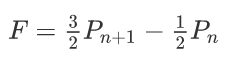 F = \frac{3}{2} P_{n+1} - \frac{1}{2} P_n